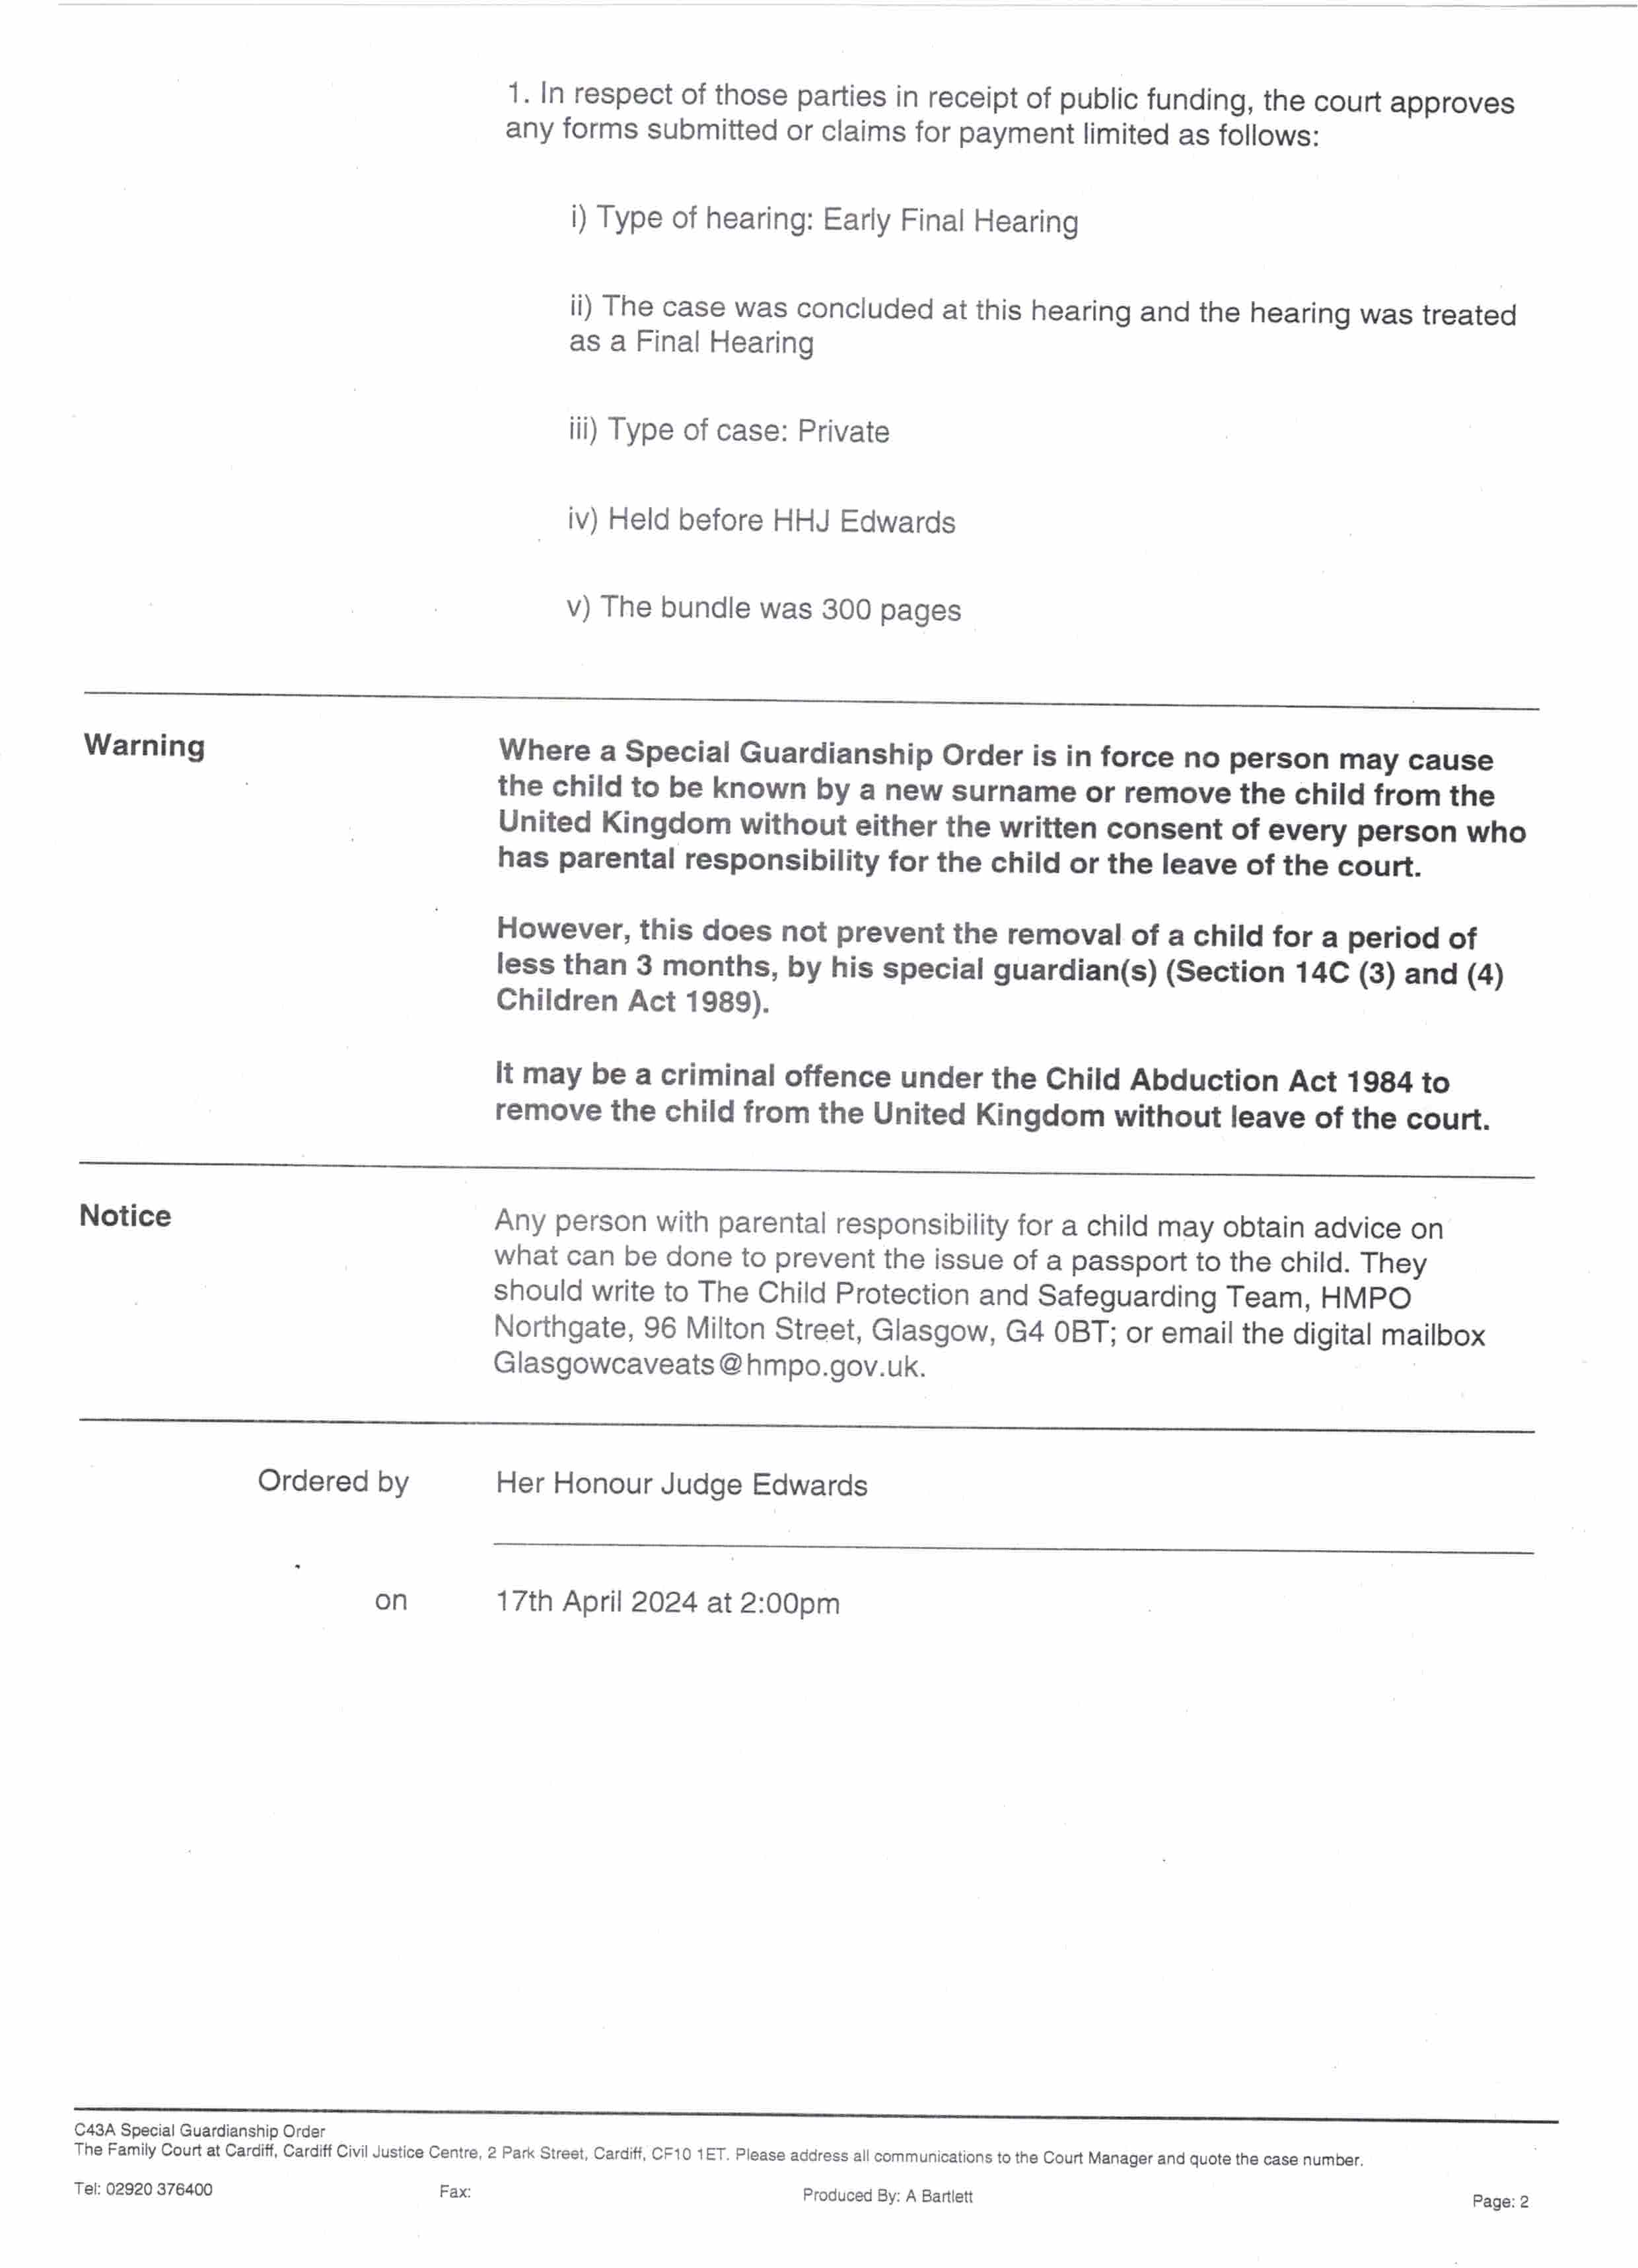 1. In respect of those parties in receipt of public funding, the court approves
any forms submitted or claims for payment limited as follows:
i) Type of hearing: Early Final Hearing
ii) The case was concluded at this hearing and the hearing was treated
as a Final Hearing
iii) Type of case: Private
iv) Held before HHJ Edwards
v) The bundle was 300 pages
Warning
Where a Special Guardianship Order is in force no person may cause
the child to be known by a new surname or remove the child from the
United Kingdom without either the written consent of every person who
has parental responsibility for the child or the leave of the court.
However, this does not prevent the removal of a child for a period of
less than 3 months, by his special guardian(s) (Section 14C (3) and (4)
Children Act 1989).
It may be a criminal offence under the Child Abduction Act 1984 to
remove the child from the United Kingdom without leave of the court.
Notice
Any person with parental responsibility for a child may obtain advice on
what can be done to prevent the issue of a passport to the child. They
should write to The Child Protection and Safeguarding Team, HMPO
Northgate, 96 Milton Street, Glasgow, G4 0BT; or email the digital mailbox
Glasgowcaveats@hmpo.gov.uk.
Ordered by Her Honour Judge Edwards
on 17th April 2024 at 2:00pm
C43A Special Guardianship Order
The Family Court at Cardiff, Cardiff Civil Justice Centre, 2 Park Street, Cardiff, CF10 1ET. Please address all communications to the Court Manager and quote the case number.
Tel: 02920 376400 Fax: Produced By: A Bartlett Page: 2